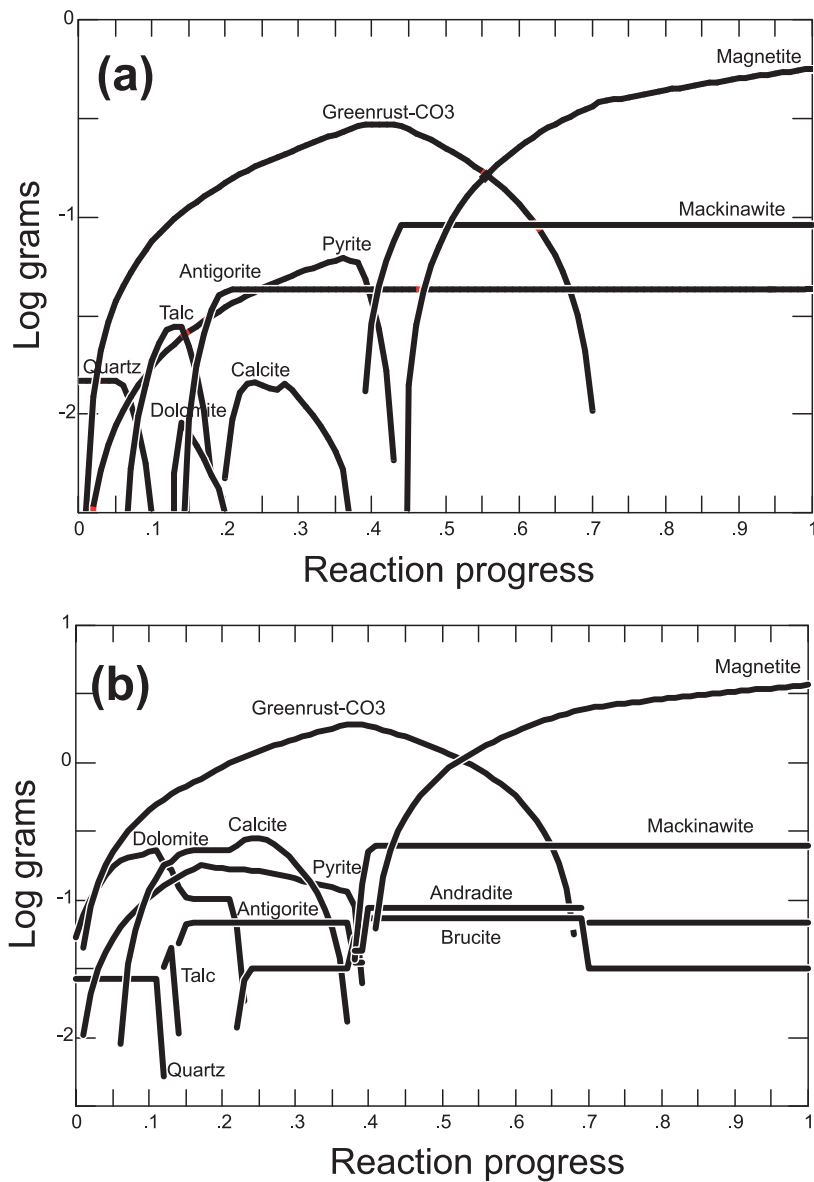 0
(a)
Magnetite
Greenrust-CO3
-1
Mackinawite
Pyrite
Antigorite
Talc
Quartz
Calcite
Dolomite
-2
Log grams
0 .1 .2 .3 .4 .5 .6 .7 .8 .9 1
Reaction progress
1
(b)
Magnetite
Greenrust-CO3
0
Mackinawite
Calcite
Dolomite
Pyrite
-1
Andradite
Antigorite
Brucite
Talc
-2
Quartz
Log grams
0 .1 .2 .3 .4 .5 .6 .7 .8 .9 1
Reaction progress